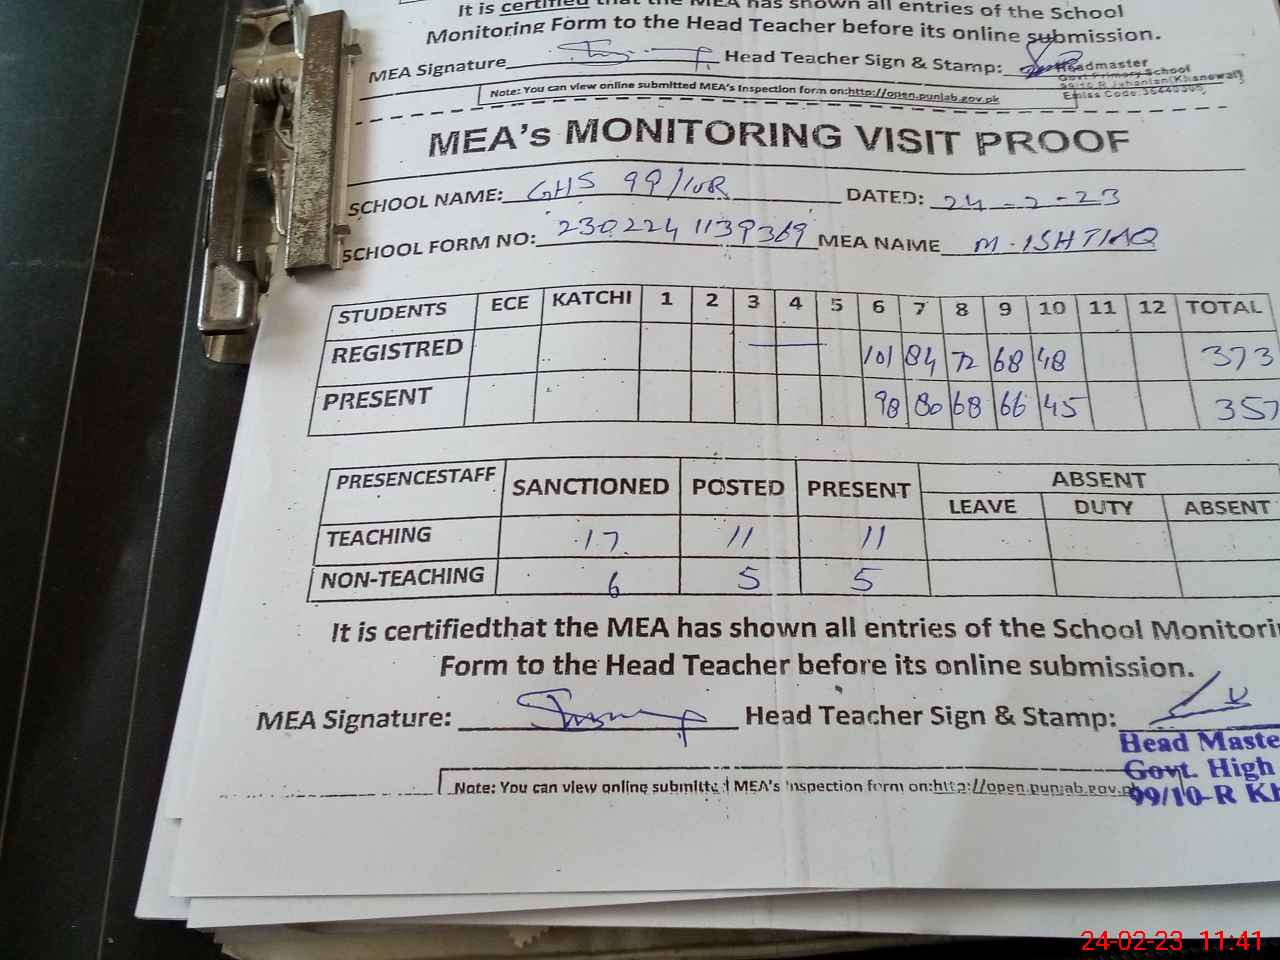 It is certified that the MEA has shown all entries of the School
Monitoring Form to the Head Teacher before its online submission.
MEA Signature Head Teacher Sign & Stamp:
Headmaster
Govt Primary School
99/10-R Jahanian(Khanewal)
Emiss Code
Note: You can view online submitted MEA's Inspection form on:http://open.punjab.gov.pk
MEA's MONITORING VISIT PROOF
SCHOOL NAME: GHS 99/10R DATED: 24-2-23
SCHOOL FORM NO: 230224 1139369 MEA NAME M.ISHTIAQ
STUDENTS ECE KATCHI 1 2 3 4 5 6 7 8 9 10 11 12 TOTAL
REGISTRED 101 84 72 68 48 373
PRESENT 98 80 68 66 45 357
PRESENCESTAFF SANCTIONED POSTED PRESENT ABSENT
LEAVE DUTY ABSENT
TEACHING 17 11 11
NON-TEACHING 6 5 5
It is certifiedthat the MEA has shown all entries of the School Monitori
Form to the Head Teacher before its online submission.
MEA Signature: Head Teacher Sign & Stamp:
Head Maste
Govt. High
99/10-R Kh
Note: You can view online submitted MEA's Inspection form on:http://open.punjab.gov.p
24-02-23 11:41